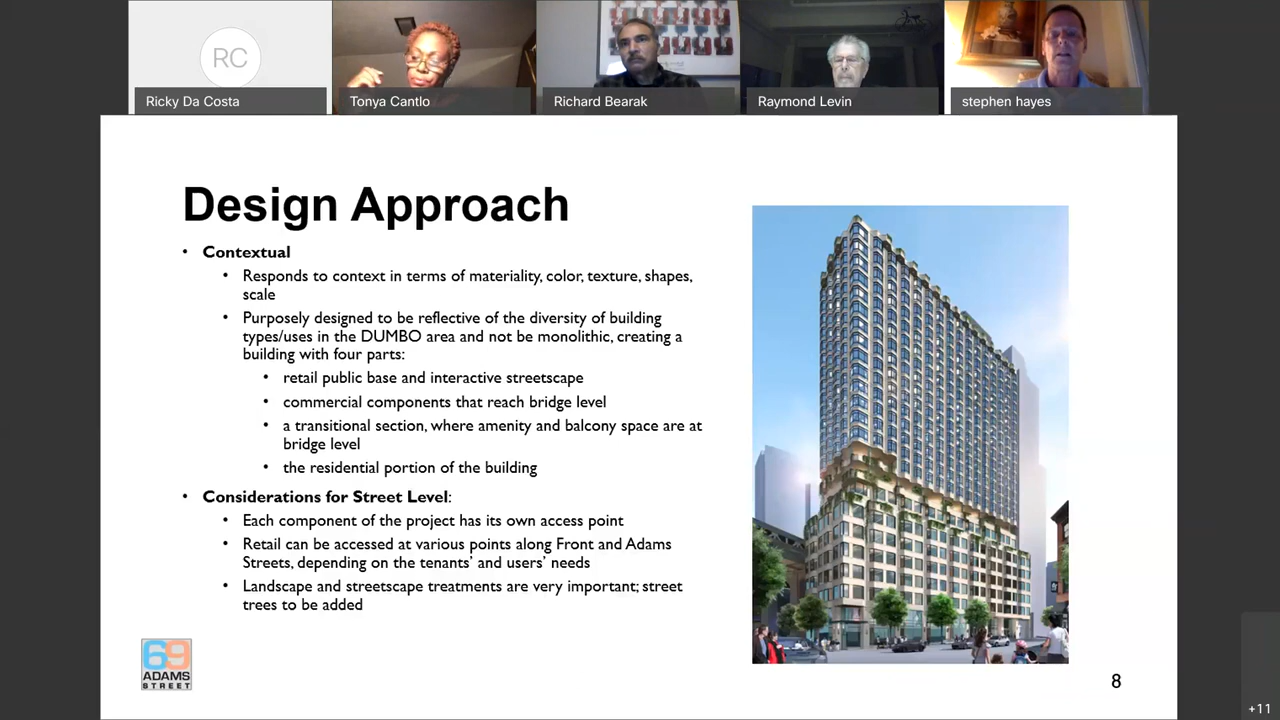 RC
Ricky Da Costa
Tonya Cantlo
Richard Bearak
Raymond Levin
stephen hayes
Design Approach
• Contextual
• Responds to context in terms of materiality, color, texture, shapes,
scale
• Purposely designed to be reflective of the diversity of building
types/uses in the DUMBO area and not be monolithic, creating a
building with four parts:
• retail public base and interactive streetscape
• commercial components that reach bridge level
• a transitional section, where amenity and balcony space are at
bridge level
• the residential portion of the building
• Considerations for Street Level:
• Each component of the project has its own access point
• Retail can be accessed at various points along Front and Adams
Streets, depending on the tenants' and users' needs
• Landscape and streetscape treatments are very important; street
trees to be added
69
ADAMS
STREET
8
+11